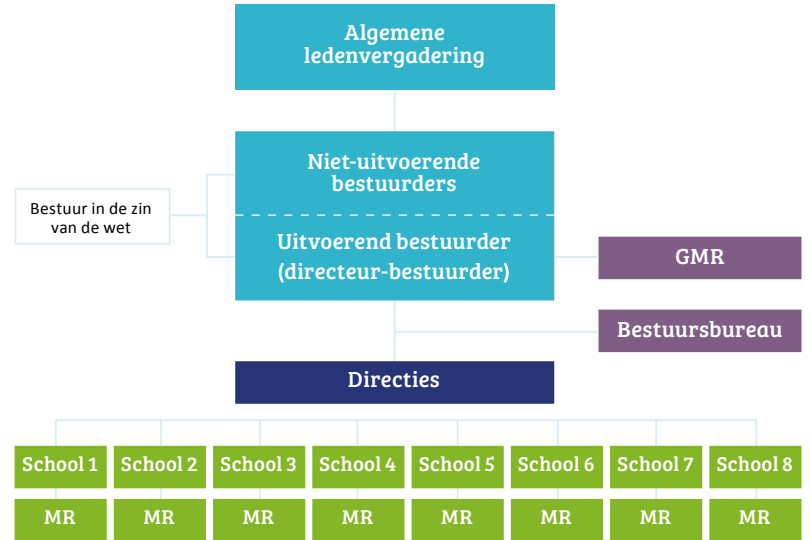 Algemene
ledenvergadering
Niet-uitvoerende
bestuurders
Bestuur in de zin
van de wet
Uitvoerend bestuurder
(directeur-bestuurder)
GMR
Bestuursbureau
Directies
School 1 School 2 School 3 School 4 School 5 School 6 School 7 School 8
MR MR MR MR MR MR MR MR